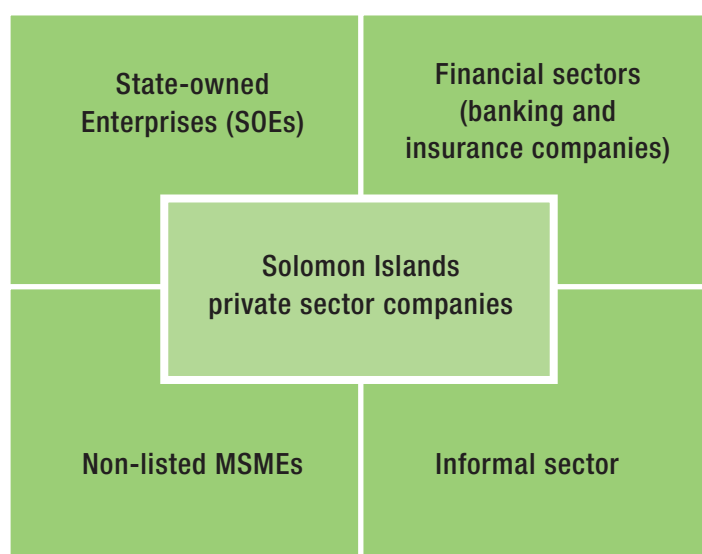 State-owned
Enterprises (SOEs)
Financial sectors
(banking and
insurance companies)
Solomon Islands
private sector companies
Non-listed MSMEs
Informal sector